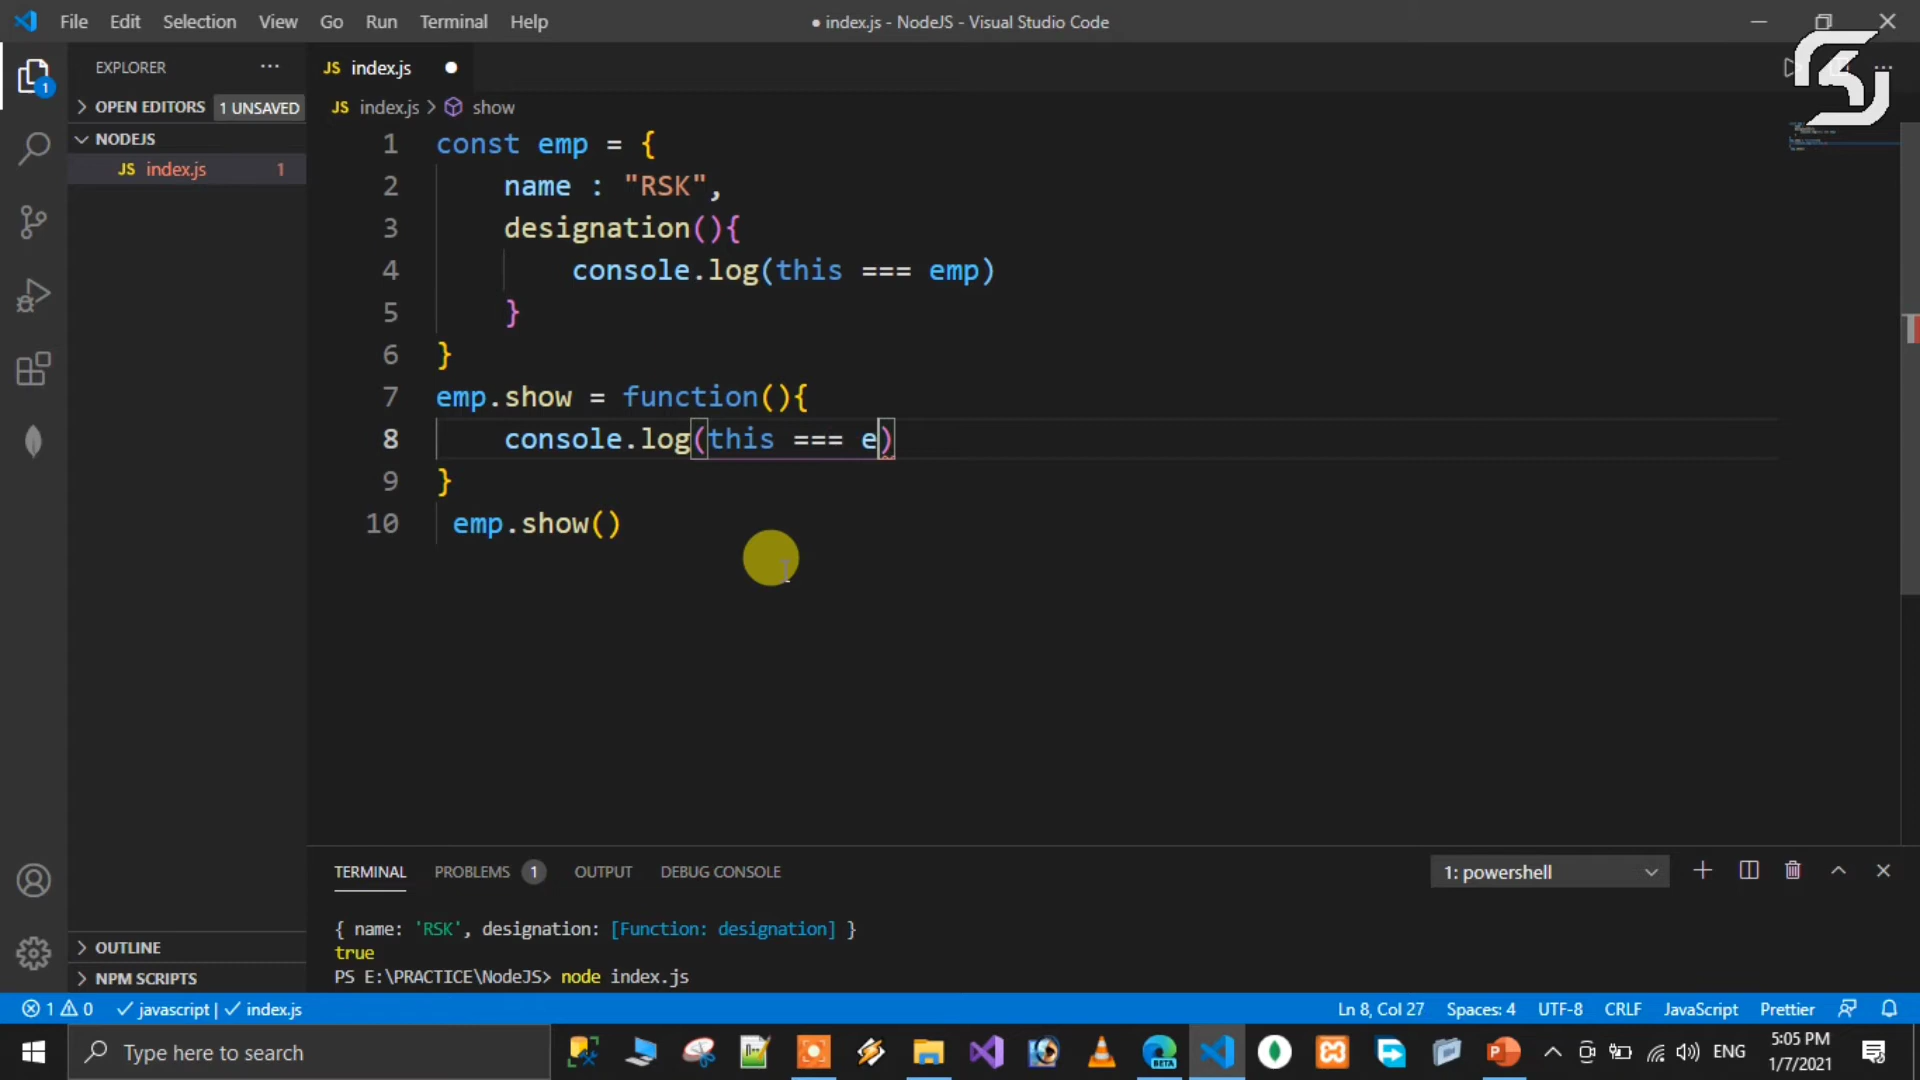 File Edit Selection View Go Run Terminal Help
● index.js - NodeJS - Visual Studio Code
EXPLORER ...
1
OPEN EDITORS 1 UNSAVED
NODEJS
JS index.js 1
OUTLINE
NPM SCRIPTS
JS index.js ●
JS index.js > show
1 const emp = {
2 name : "RSK",
3 designation(){
4 console.log(this === emp)
5 }
6 }
7 emp.show = function(){
8 console.log(this === e)
9 }
10 emp.show()
TERMINAL PROBLEMS 1 OUTPUT DEBUG CONSOLE
1: powershell
{ name: 'RSK', designation: [Function: designation] }
true
PS E:\PRACTICE\NodeJS> node index.js
1 0 ✓ javascript | ✓ index.js
Ln 8, Col 27 Spaces: 4 UTF-8 CRLF JavaScript Prettier
Type here to search
BETA
ENG
5:05 PM
1/7/2021